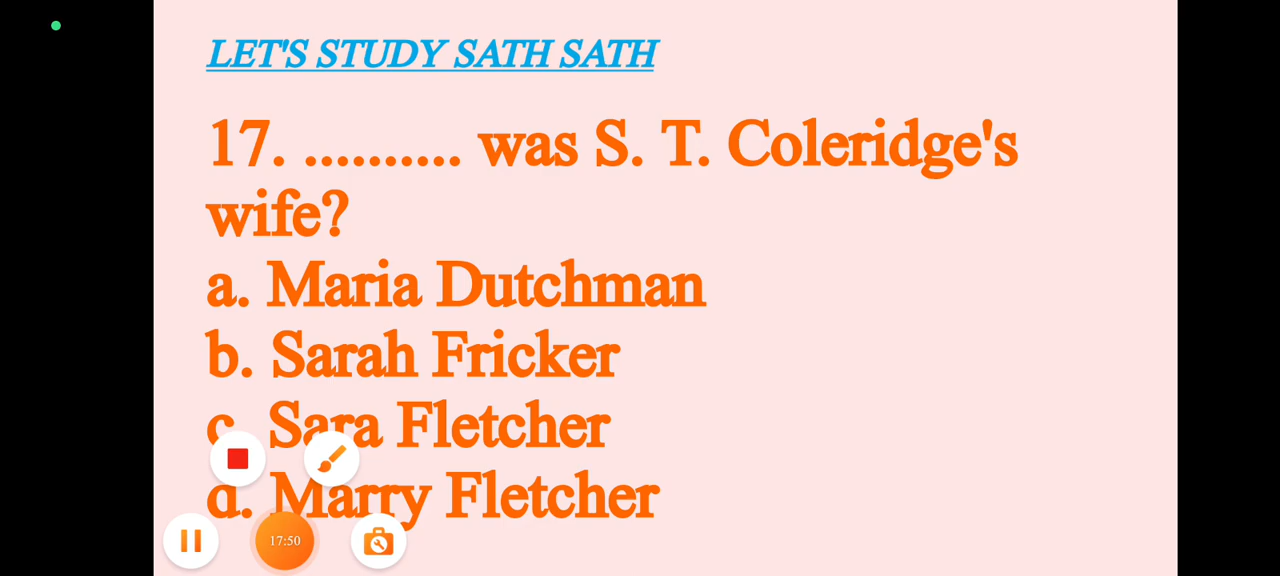 LET'S STUDY SATH SATH
17. .......... was S. T. Coleridge's
wife?
a. Maria Dutchman
b. Sarah Fricker
c. Sara Fletcher
d. Marry Fletcher
17:50